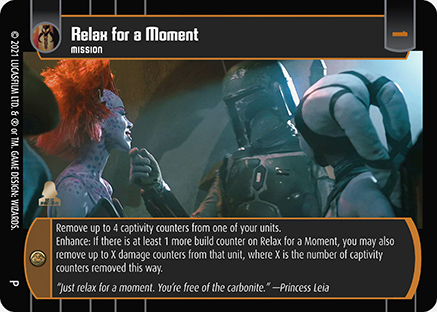 Relax for a Moment
MISSION
1
Remove up to 4 captivity counters from one of your units.
Enhance: If there is at least 1 more build counter on Relax for a Moment, you may also
remove up to X damage counters from that unit, where X is the number of captivity
counters removed this way.
"Just relax for a moment. You're free of the carbonite." —Princess Leia
© 2021 LUCASFILM LTD. & ® or TM. GAME DESIGN: WIZARDS.
P